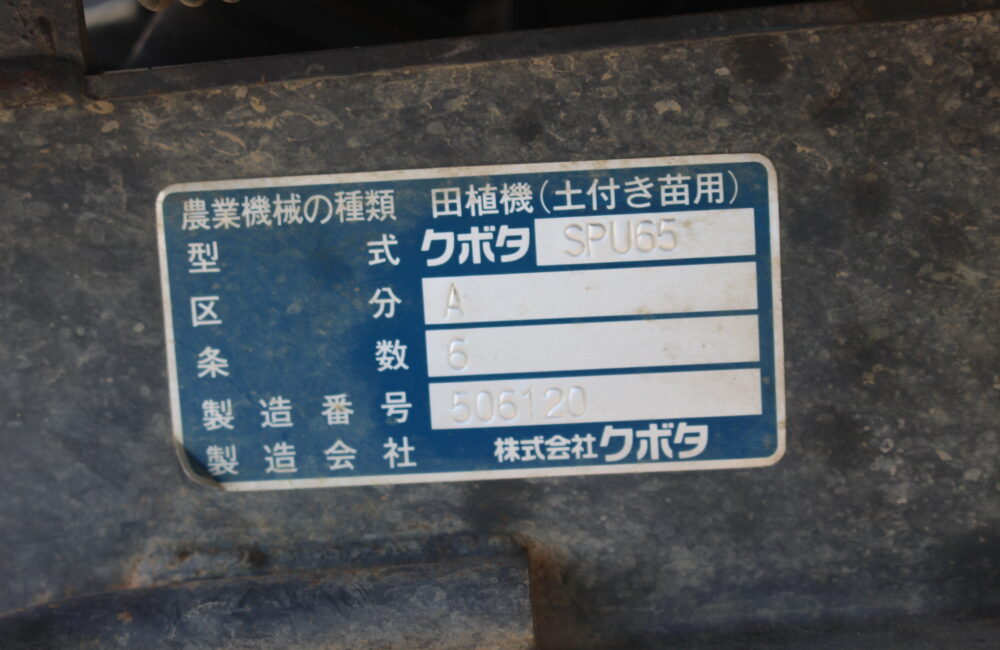 農業機械の種類 田植機(土付き苗用)
型式 クボタ SPU65
区分 A
条数 6
製造番号 506120
製造会社 株式会社クボタ